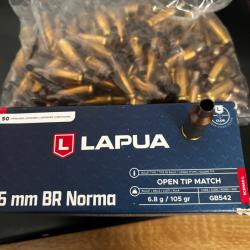 50
LAPUA
5 mm BR Norma
OPEN TIP MATCH
6.8 g / 105 gr
GB542